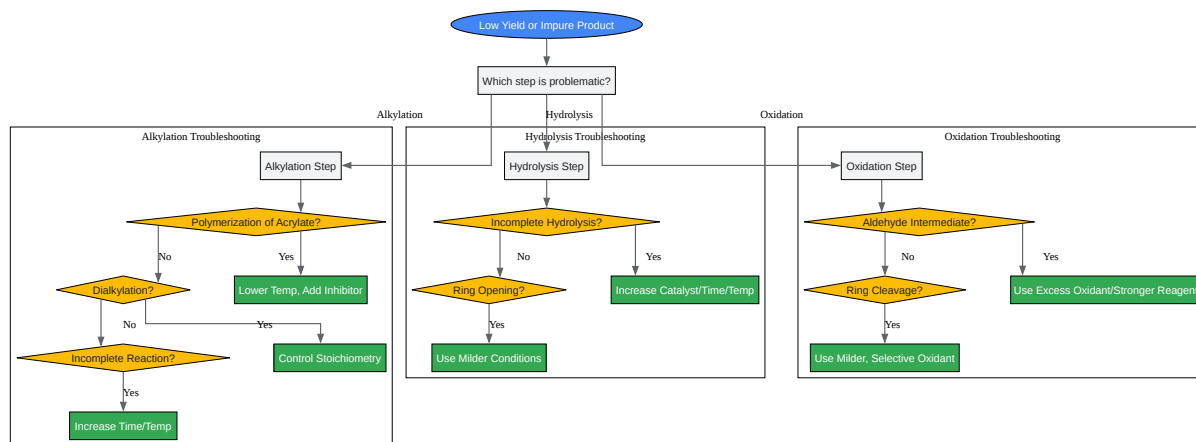 Low Yield or Impure Product
Which step is problematic?
Alkylation
Hydrolysis
Oxidation
Alkylation Troubleshooting
Hydrolysis Troubleshooting
Oxidation Troubleshooting
Alkylation Step
Hydrolysis Step
Oxidation Step
Polymerization of Acrylate?
Incomplete Hydrolysis?
Aldehyde Intermediate?
No
Yes
No
Yes
No
Yes
Dialkylation?
Lower Temp, Add Inhibitor
Ring Opening?
Increase Catalyst/Time/Temp
Ring Cleavage?
Use Excess Oxidant/Stronger Reagent
No
Yes
Yes
Yes
Incomplete Reaction?
Control Stoichiometry
Use Milder Conditions
Use Milder, Selective Oxidant
Yes
Increase Time/Temp